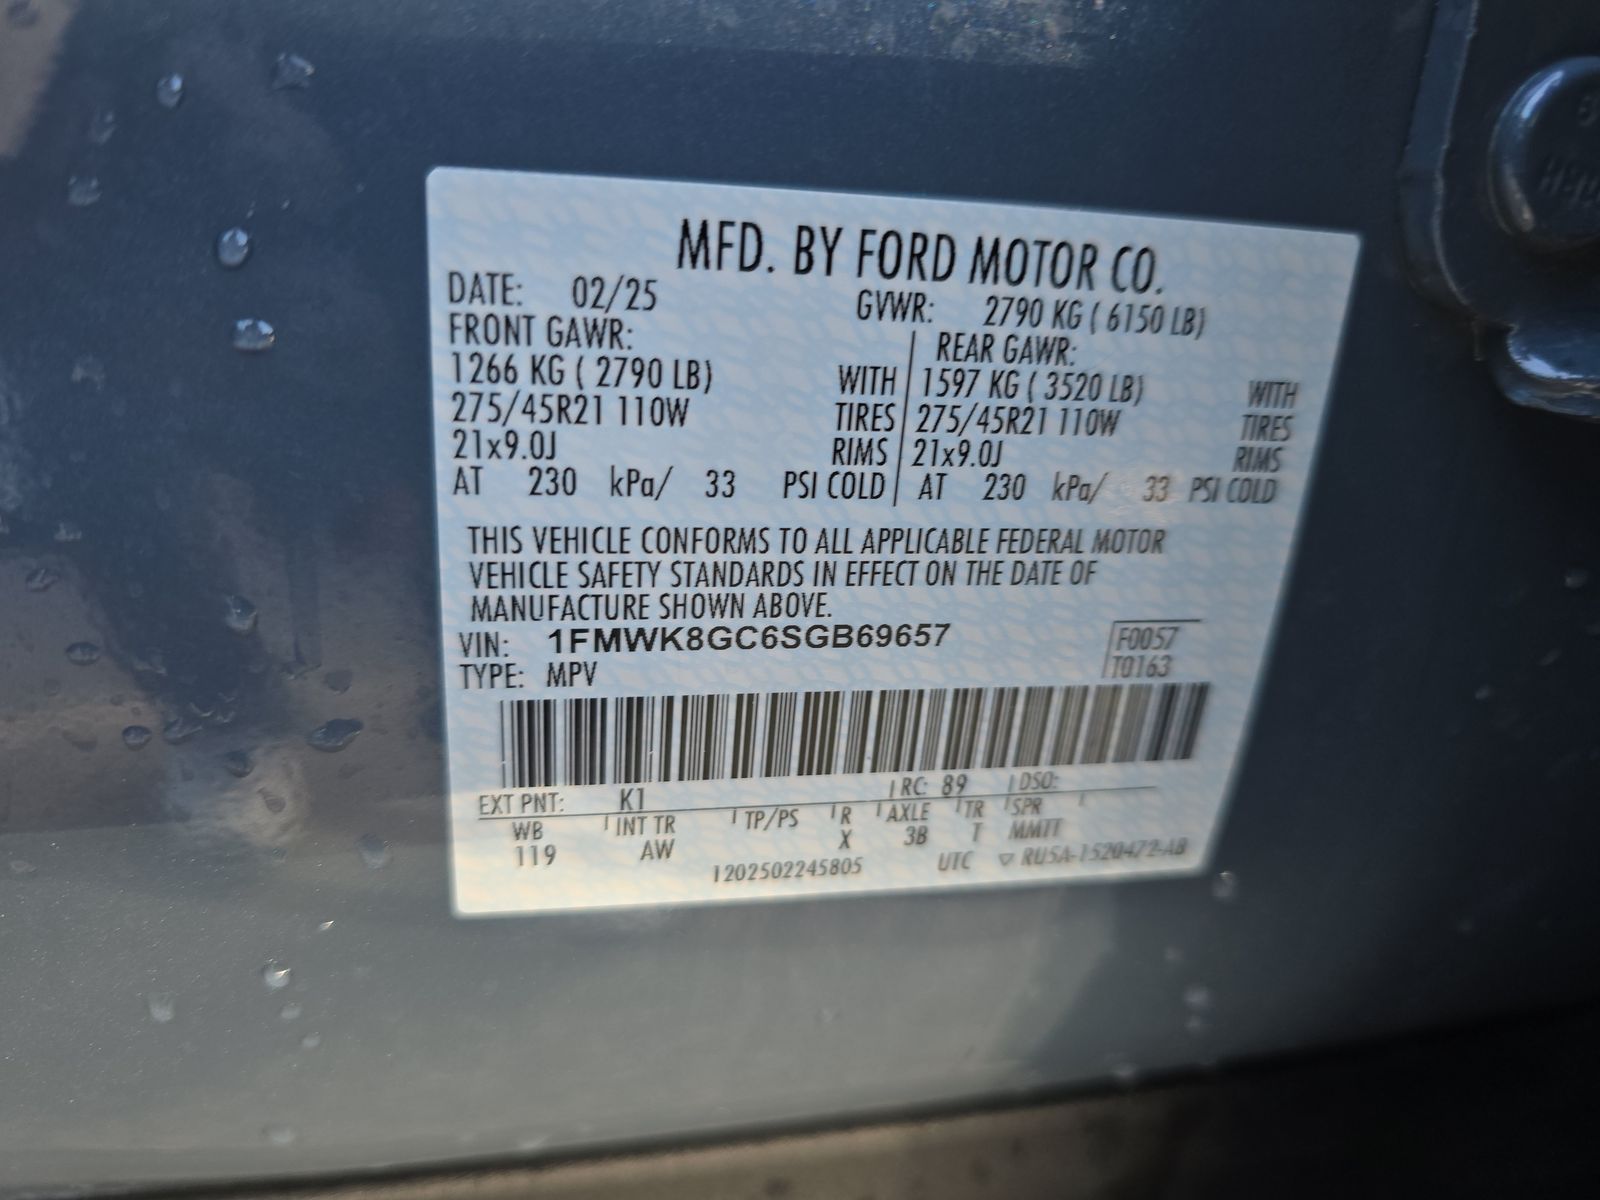 MFD. BY FORD MOTOR CO.
DATE: 02/25 GVWR: 2790 KG ( 6150 LB)
FRONT GAWR: REAR GAWR:
1266 KG ( 2790 LB) WITH 1597 KG ( 3520 LB) WITH
275/45R21 110W TIRES 275/45R21 110W TIRES
21x9.0J RIMS 21x9.0J RIMS
AT 230 kPa/ 33 PSI COLD AT 230 kPa/ 33 PSI COLD
THIS VEHICLE CONFORMS TO ALL APPLICABLE FEDERAL MOTOR
VEHICLE SAFETY STANDARDS IN EFFECT ON THE DATE OF
MANUFACTURE SHOWN ABOVE.
VIN: 1FMWK8GC6SGB69657 F0057
TYPE: MPV T0163
EXT PNT: K1 RC: 89 DSO:
WB INT TR TP/PS R AXLE TR SPR
119 AW X 3B T MMTT
1202502245805 UTC ▽ RU5A-1520472-AB